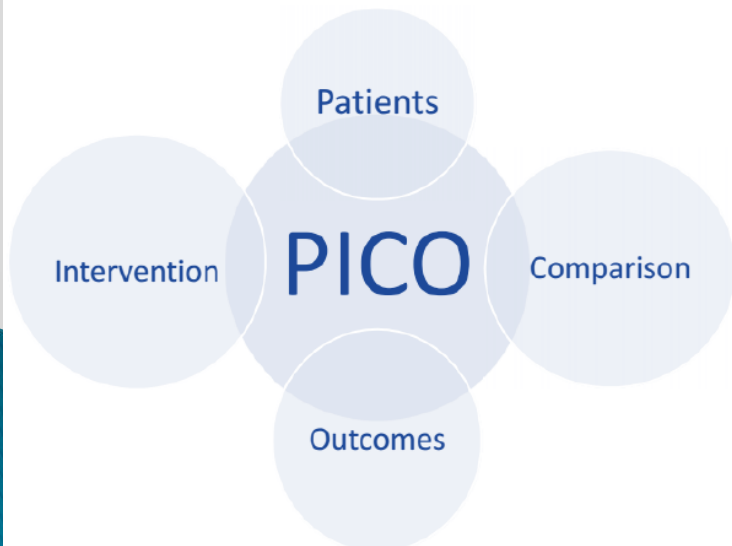 Patients
Intervention
PICO
Comparison
Outcomes